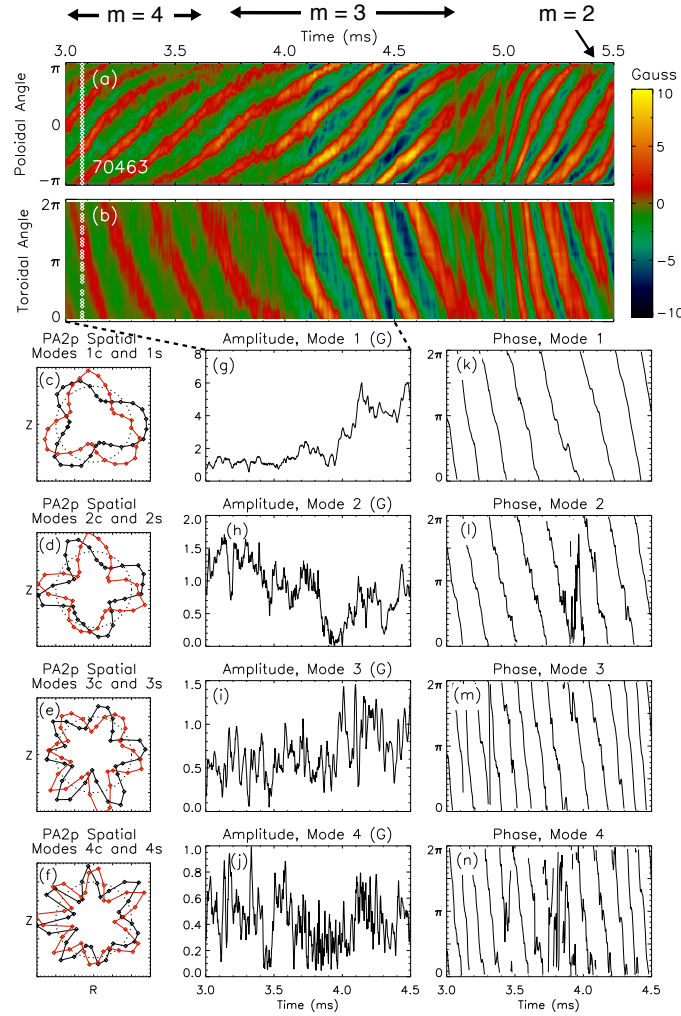 m = 4
m = 3
m = 2
Time (ms)
3.0 3.5 4.0 4.5 5.0 5.5
Gauss
π
0
−π
Poloidal Angle
(a)
70463
10
5
0
−5
−10
2π
π
0
Toroidal Angle
(b)
PA2p Spatial
Modes 1c and 1s
(c)
Z
Amplitude, Mode 1 (G)
(g)
8
6
4
2
0
Phase, Mode 1
(k)
2π
π
0
PA2p Spatial
Modes 2c and 2s
(d)
Z
Amplitude, Mode 2 (G)
(h)
2.0
1.5
1.0
0.5
0.0
Phase, Mode 2
(l)
2π
π
0
PA2p Spatial
Modes 3c and 3s
(e)
Z
Amplitude, Mode 3 (G)
(i)
1.5
1.0
0.5
0.0
Phase, Mode 3
(m)
2π
π
0
PA2p Spatial
Modes 4c and 4s
(f)
Z
R
Amplitude, Mode 4 (G)
(j)
1.0
0.8
0.6
0.4
0.2
0.0
3.0 3.5 4.0 4.5
Time (ms)
Phase, Mode 4
(n)
2π
π
0
3.0 3.5 4.0 4.5
Time (ms)